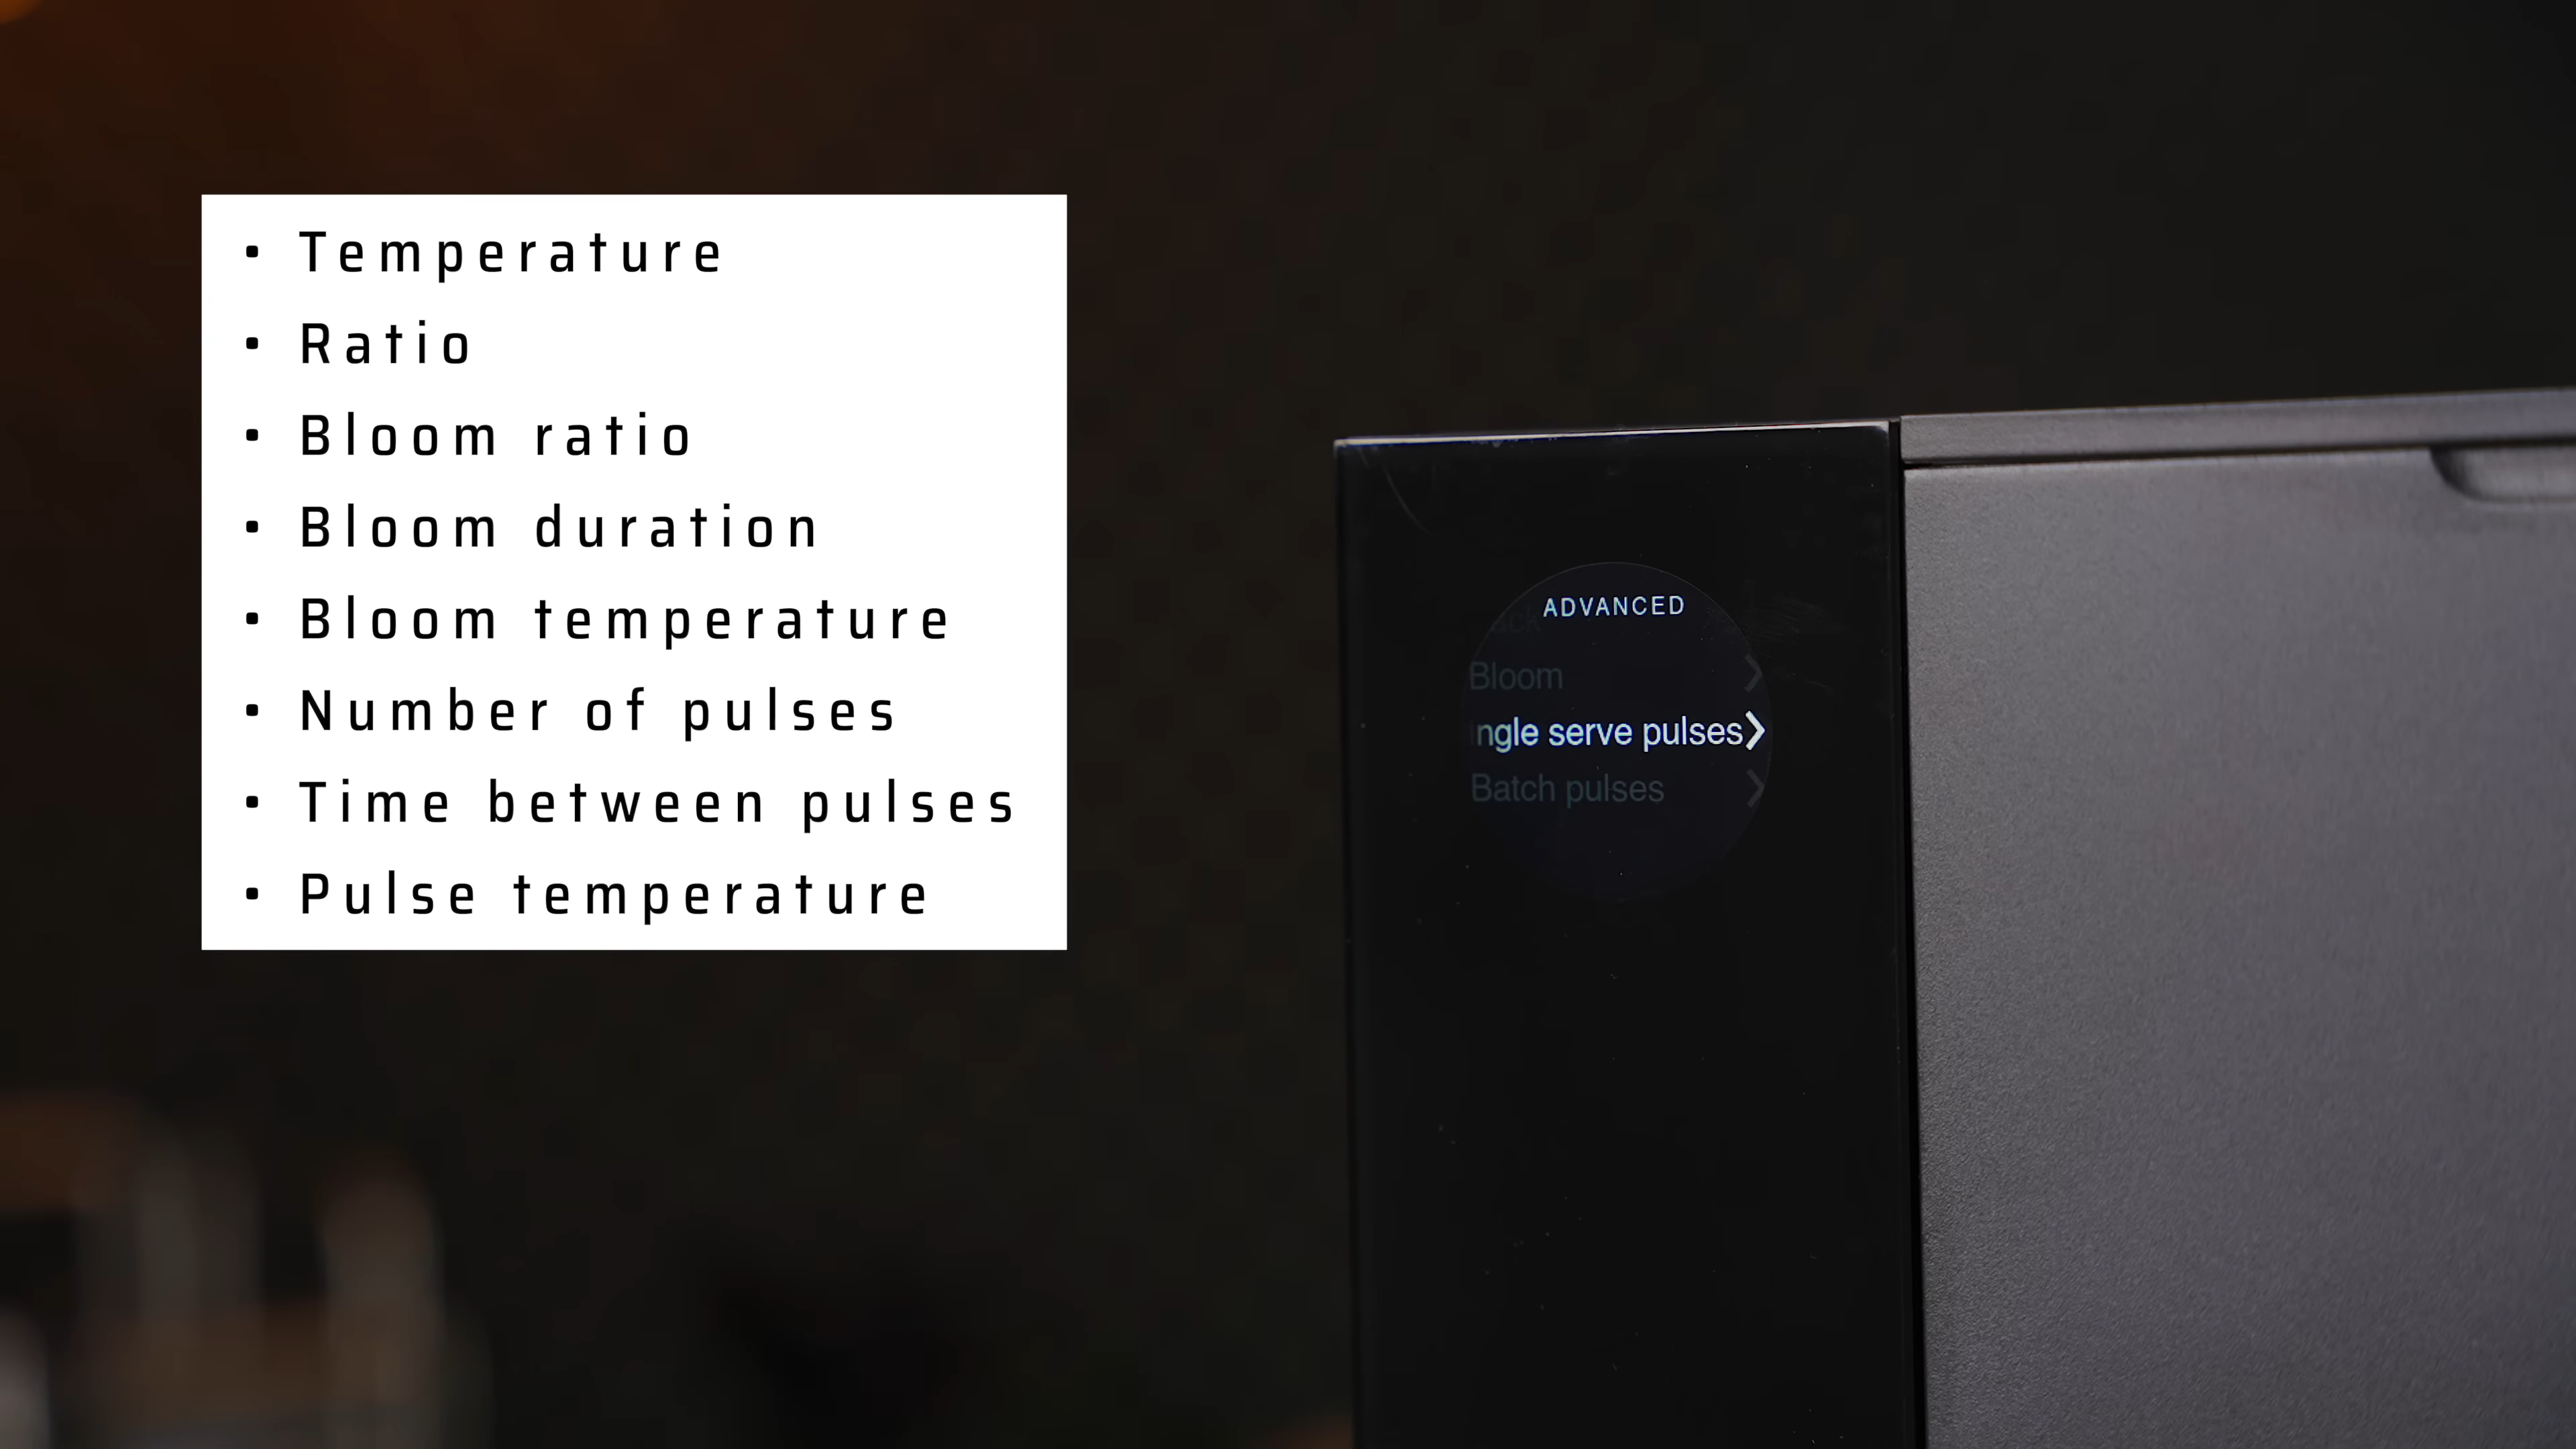 • Temperature
• Ratio
• Bloom ratio
• Bloom duration
• Bloom temperature
• Number of pulses
• Time between pulses
• Pulse temperature
ADVANCED
Bloom
ngle serve pulses
Batch pulses